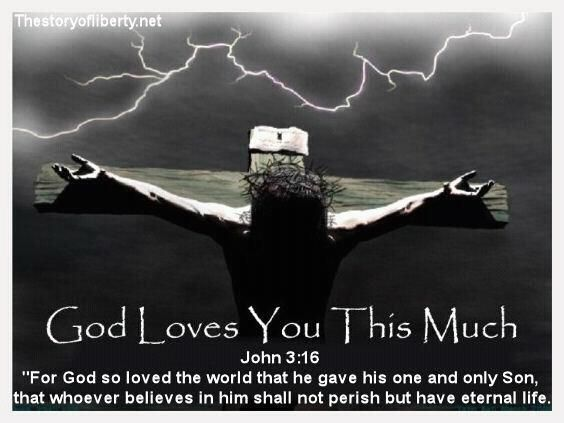 Thestoryofliberty.net
God Loves You This Much
John 3:16
"For God so loved the world that he gave his one and only Son,
that whoever believes in him shall not perish but have eternal life.